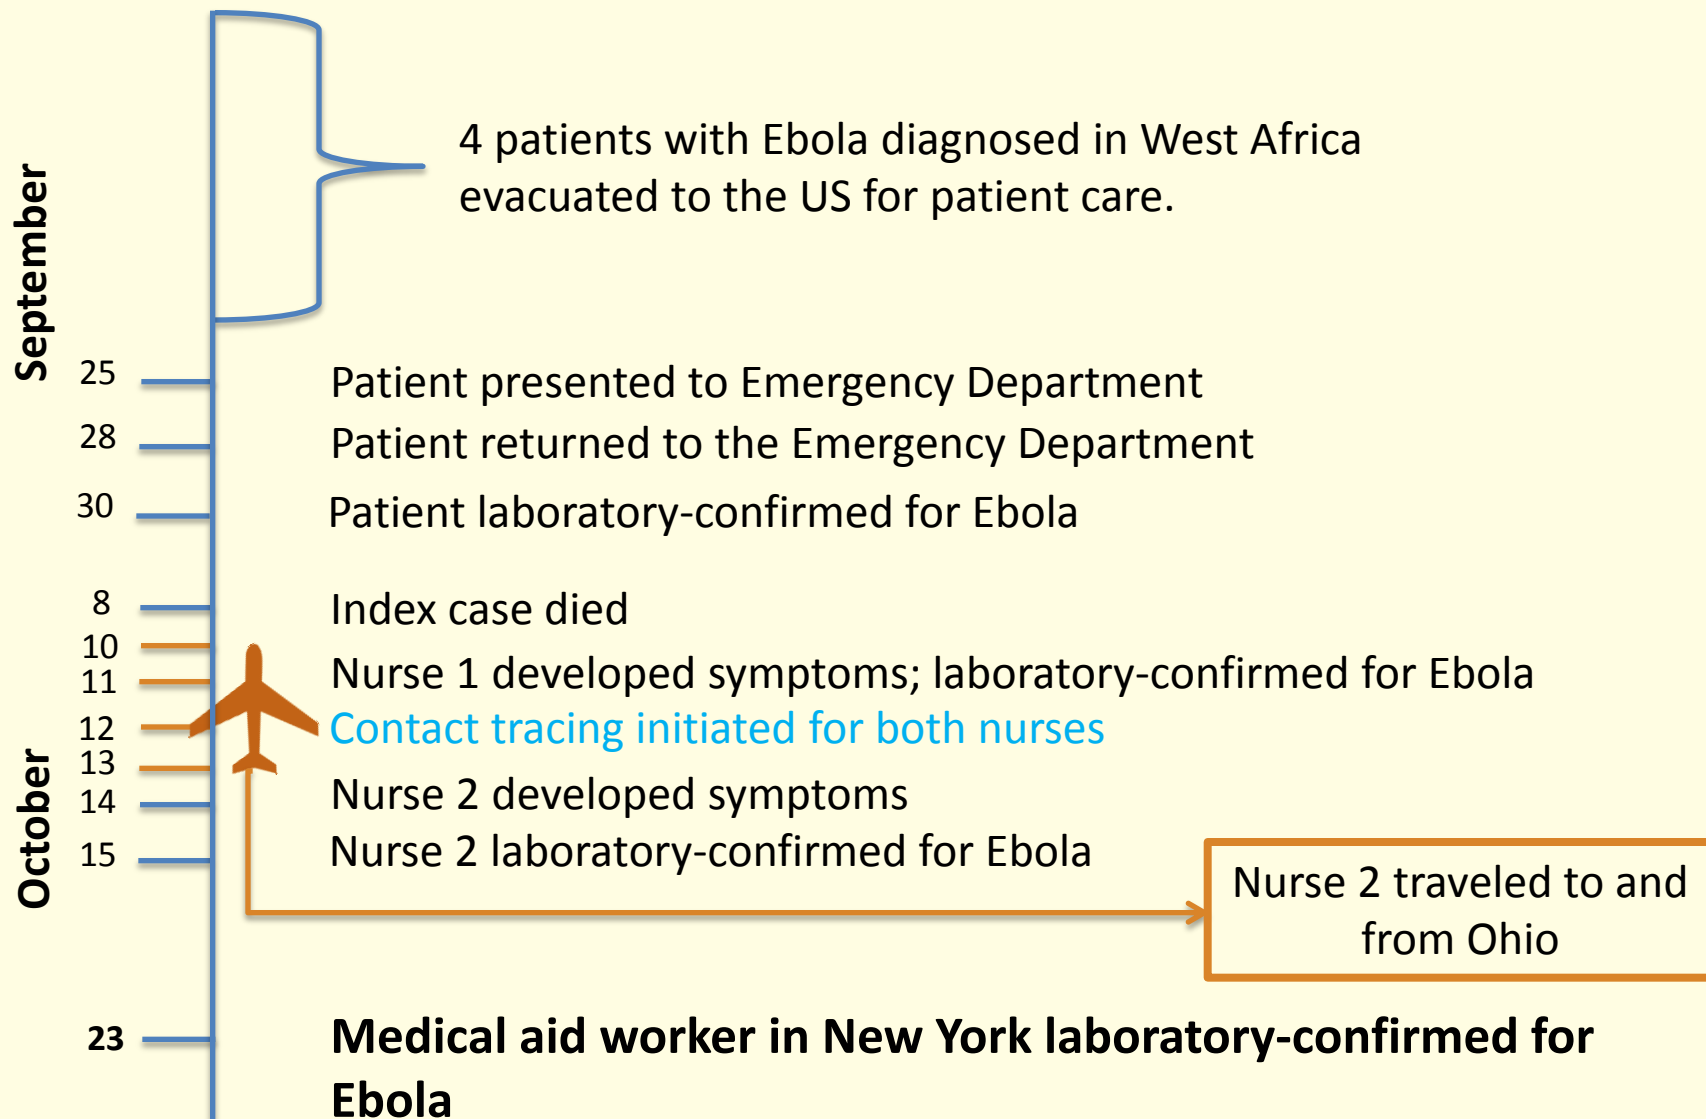 September
4 patients with Ebola diagnosed in West Africa
evacuated to the US for patient care.
25 Patient presented to Emergency Department
28 Patient returned to the Emergency Department
30 Patient laboratory-confirmed for Ebola
October
8 Index case died
10
11 Nurse 1 developed symptoms; laboratory-confirmed for Ebola
12 Contact tracing initiated for both nurses
13
14 Nurse 2 developed symptoms
15 Nurse 2 laboratory-confirmed for Ebola
Nurse 2 traveled to and
from Ohio
23 Medical aid worker in New York laboratory-confirmed for
Ebola